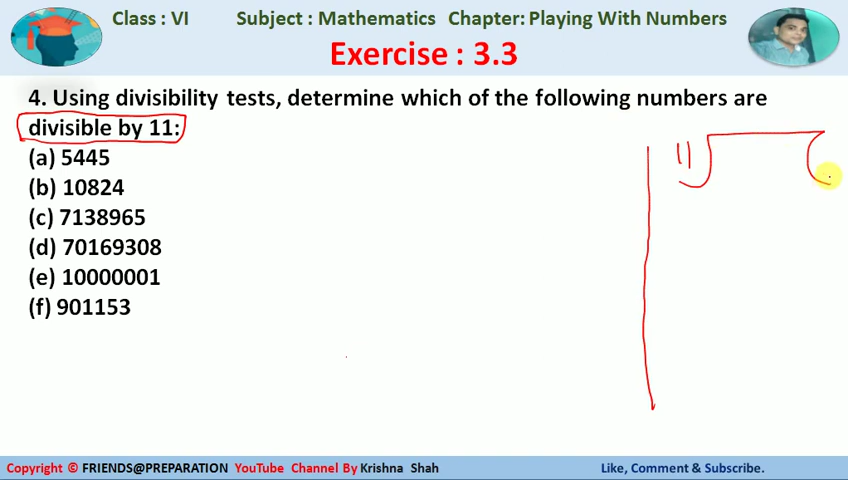 Class : VI Subject : Mathematics Chapter: Playing With Numbers
Exercise : 3.3
4. Using divisibility tests, determine which of the following numbers are
divisible by 11:
(a) 5445
11
(b) 10824
(c) 7138965
(d) 70169308
(e) 10000001
(f) 901153
Copyright © FRIENDS@PREPARATION YouTube Channel By Krishna Shah Like, Comment & Subscribe.